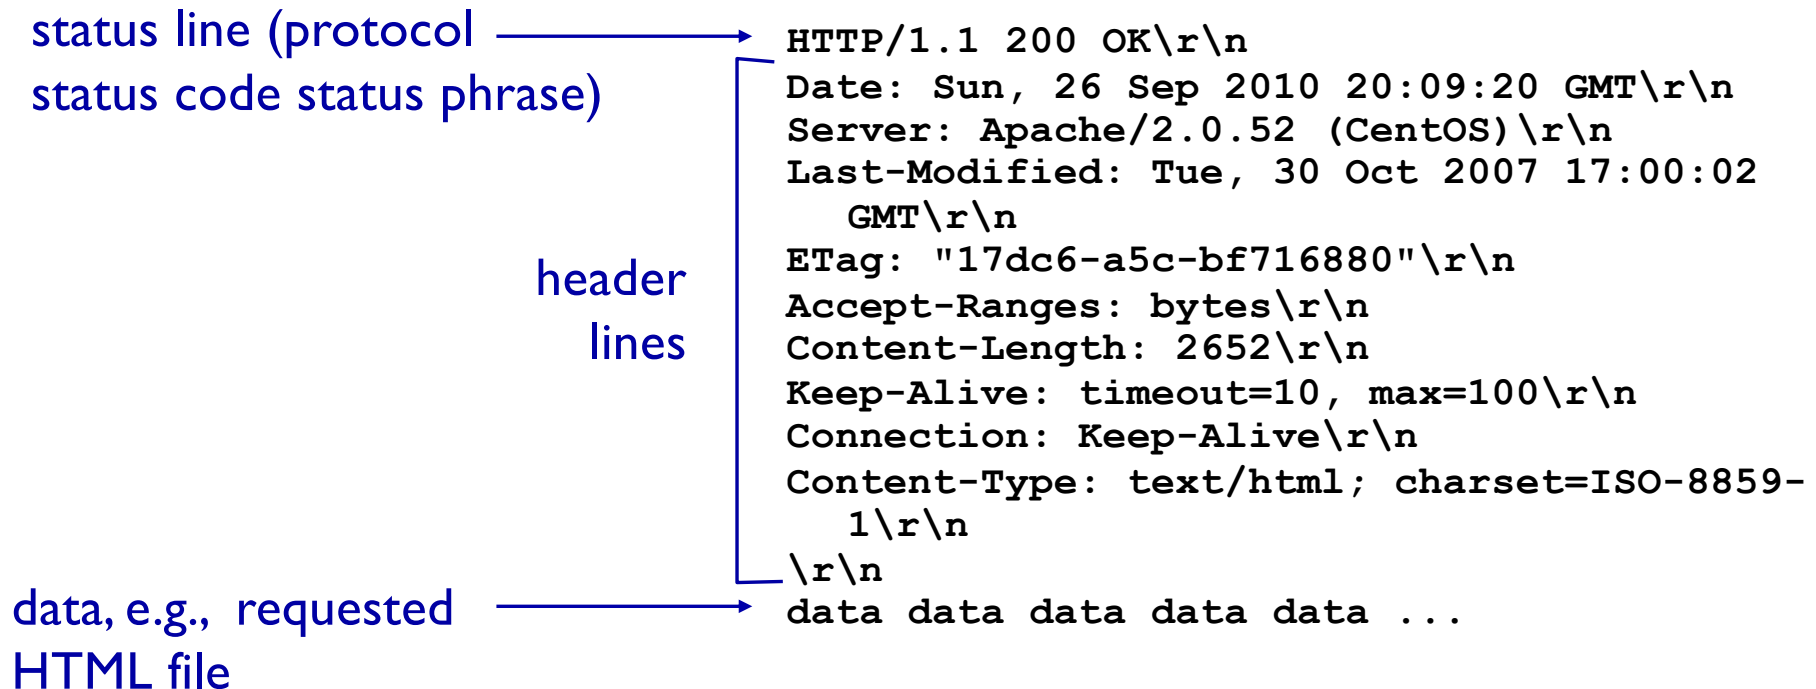 status line (protocol
status code status phrase)
header
lines
data, e.g., requested
HTML file
HTTP/1.1 200 OK\r\n
Date: Sun, 26 Sep 2010 20:09:20 GMT\r\n
Server: Apache/2.0.52 (CentOS)\r\n
Last-Modified: Tue, 30 Oct 2007 17:00:02
GMT\r\n
ETag: "17dc6-a5c-bf716880"\r\n
Accept-Ranges: bytes\r\n
Content-Length: 2652\r\n
Keep-Alive: timeout=10, max=100\r\n
Connection: Keep-Alive\r\n
Content-Type: text/html; charset=ISO-8859-
1\r\n
\r\n
data data data data data ...